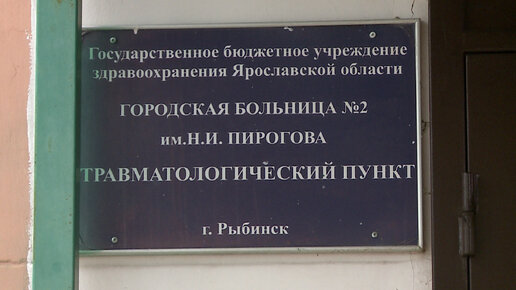 Государственное бюджетное учреждение
здравоохранения Ярославской области
ГОРОДСКАЯ БОЛЬНИЦА №2
им.Н.И. ПИРОГОВА
ТРАВМАТОЛОГИЧЕСКИЙ ПУНКТ
г. Рыбинск